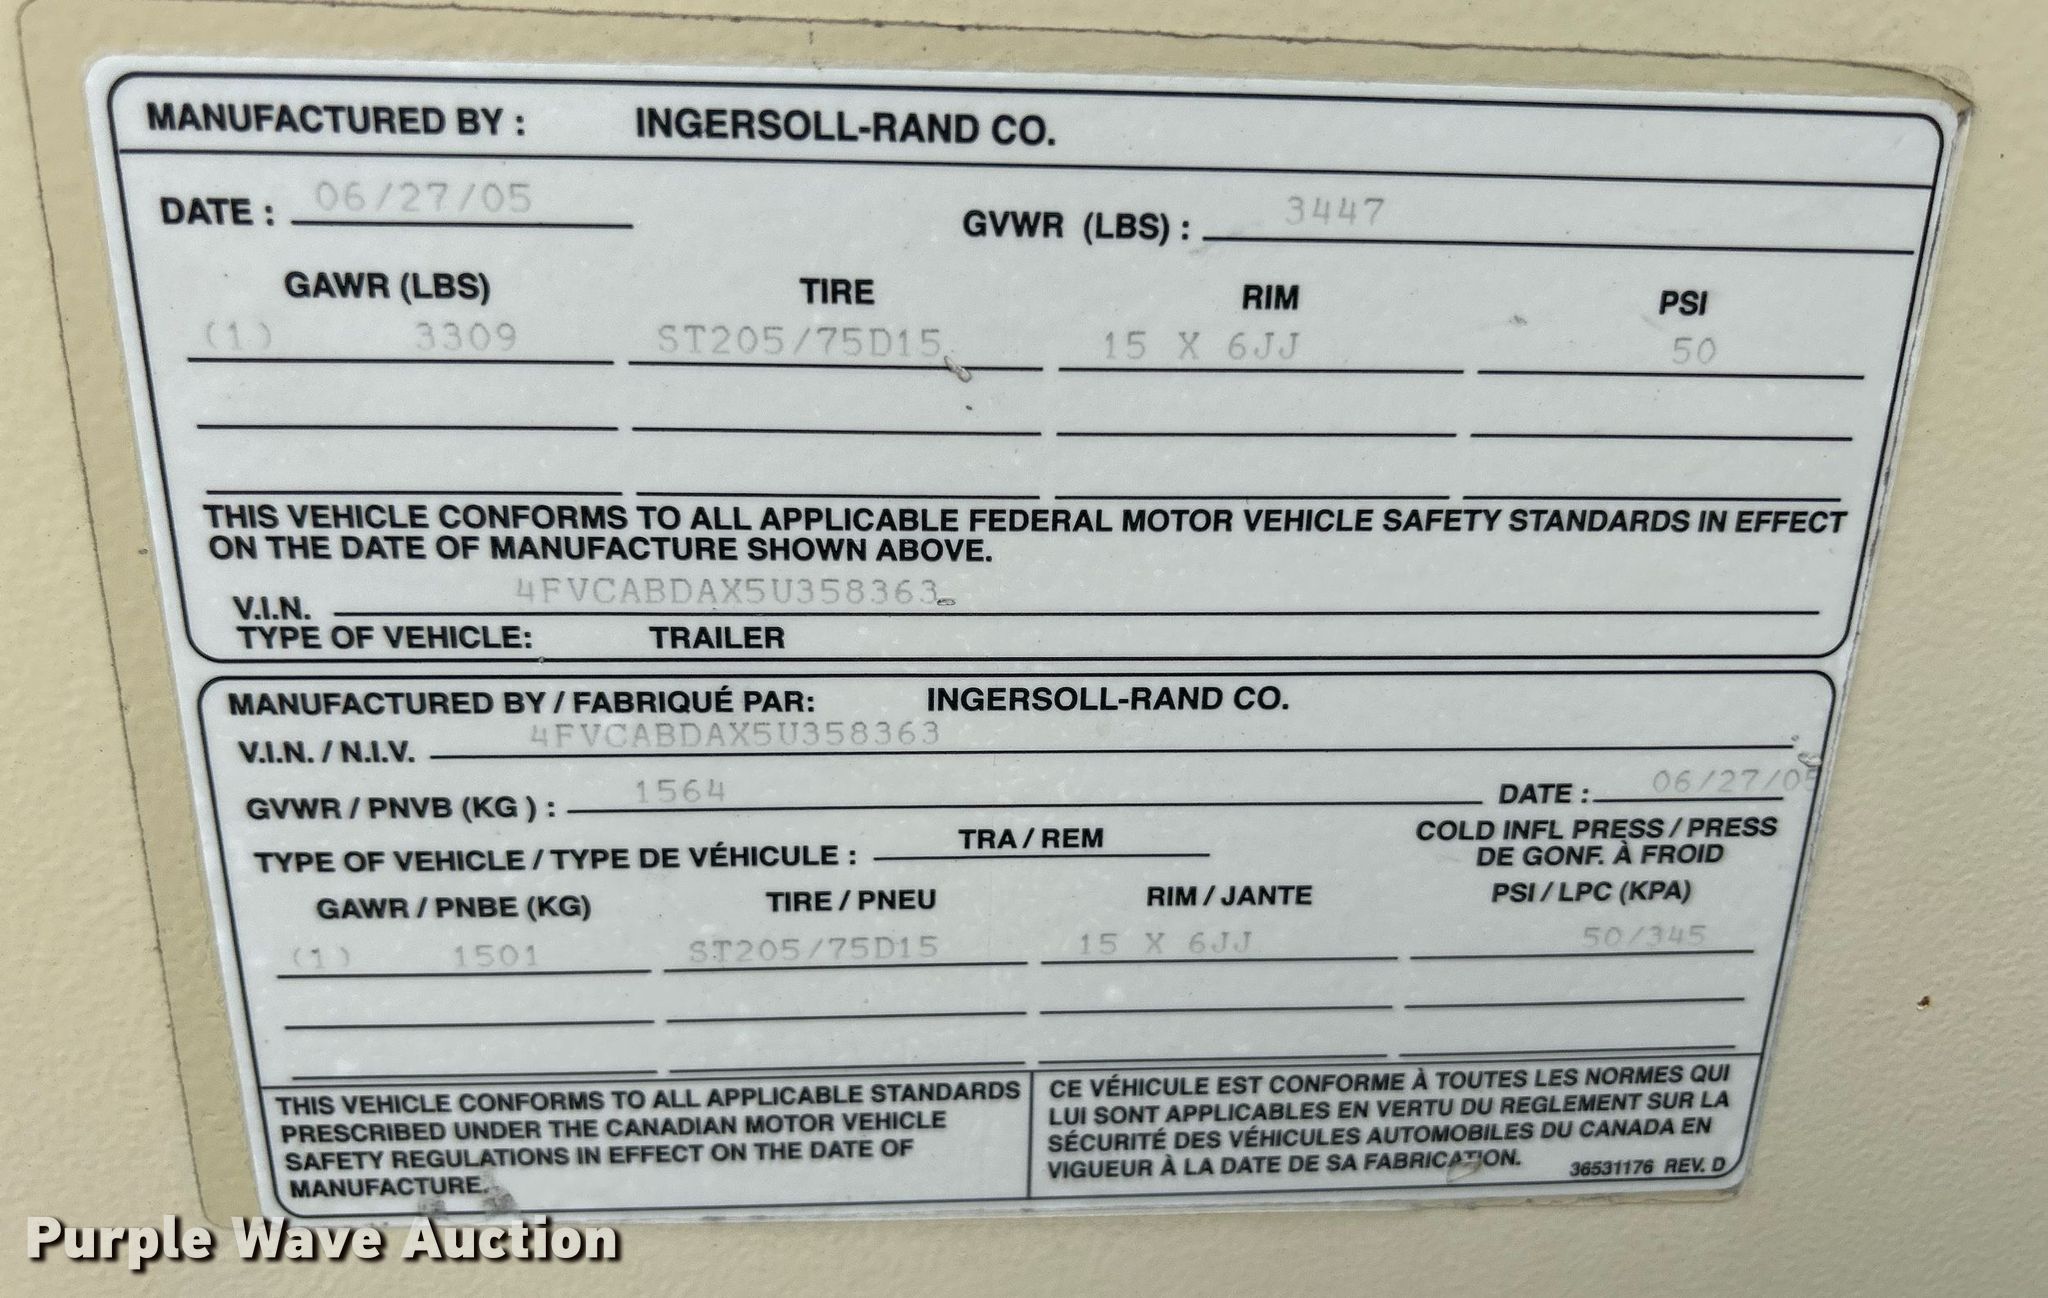 MANUFACTURED BY : INGERSOLL-RAND CO.
DATE : 06/27/05 GVWR (LBS) : 3447
GAWR (LBS) TIRE RIM PSI
(1) 3309 ST205/75D15 15 X 6JJ 50
THIS VEHICLE CONFORMS TO ALL APPLICABLE FEDERAL MOTOR VEHICLE SAFETY STANDARDS IN EFFECT
ON THE DATE OF MANUFACTURE SHOWN ABOVE.
V.I.N. 4FVCABDAX5U358363
TYPE OF VEHICLE: TRAILER
MANUFACTURED BY / FABRIQUÉ PAR: INGERSOLL-RAND CO.
V.I.N. / N.I.V. 4FVCABDAX5U358363
GVWR / PNVB (KG ) : 1564 DATE : 06/27/05
TYPE OF VEHICLE / TYPE DE VÉHICULE : TRA / REM
COLD INFL PRESS / PRESS
DE GONF. À FROID
GAWR / PNBE (KG) TIRE / PNEU RIM / JANTE PSI / LPC (KPA)
(1) 1501 ST205/75D15 15 X 6JJ 50/345
THIS VEHICLE CONFORMS TO ALL APPLICABLE STANDARDS
PRESCRIBED UNDER THE CANADIAN MOTOR VEHICLE
SAFETY REGULATIONS IN EFFECT ON THE DATE OF
MANUFACTURE.
CE VÉHICULE EST CONFORME À TOUTES LES NORMES QUI
LUI SONT APPLICABLES EN VERTU DU REGLEMENT SUR LA
SÉCURITÉ DES VÉHICULES AUTOMOBILES DU CANADA EN
VIGUEUR À LA DATE DE SA FABRICATION. 36531176 REV. D
Purple Wave Auction